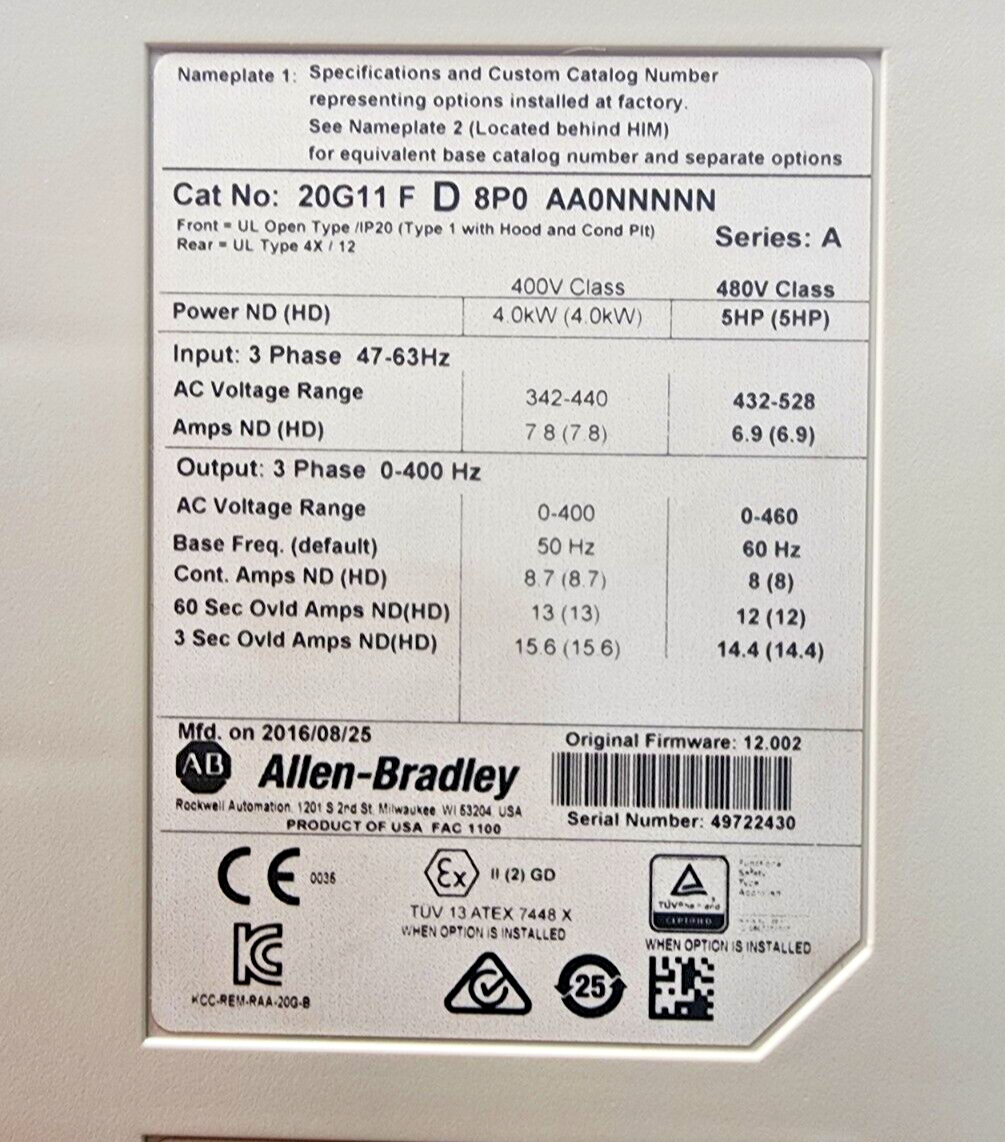 Nameplate 1: Specifications and Custom Catalog Number
representing options installed at factory.
See Nameplate 2 (Located behind HIM)
for equivalent base catalog number and separate options
Cat No: 20G11 F D 8P0 AA0NNNNN
Front = UL Open Type /IP20 (Type 1 with Hood and Cond Plt)
Rear = UL Type 4X / 12
Series: A
400V Class 480V Class
Power ND (HD) 4.0kW (4.0kW) 5HP (5HP)
Input: 3 Phase 47-63Hz
AC Voltage Range 342-440 432-528
Amps ND (HD) 7.8 (7.8) 6.9 (6.9)
Output: 3 Phase 0-400 Hz
AC Voltage Range 0-400 0-460
Base Freq. (default) 50 Hz 60 Hz
Cont. Amps ND (HD) 8.7 (8.7) 8 (8)
60 Sec Ovld Amps ND(HD) 13 (13) 12 (12)
3 Sec Ovld Amps ND(HD) 15.6 (15.6) 14.4 (14.4)
Mfd. on 2016/08/25
Original Firmware: 12.002
AB Allen-Bradley
Rockwell Automation, 1201 S 2nd St. Milwaukee WI 53204 USA
PRODUCT OF USA FAC 1100
Serial Number: 49722430
CE 0035
Ex II (2) GD
TÜV 13 ATEX 7448 X
WHEN OPTION IS INSTALLED
WHEN OPTION IS INSTALLED
KC
KCC-REM-RAA-20G-B
25